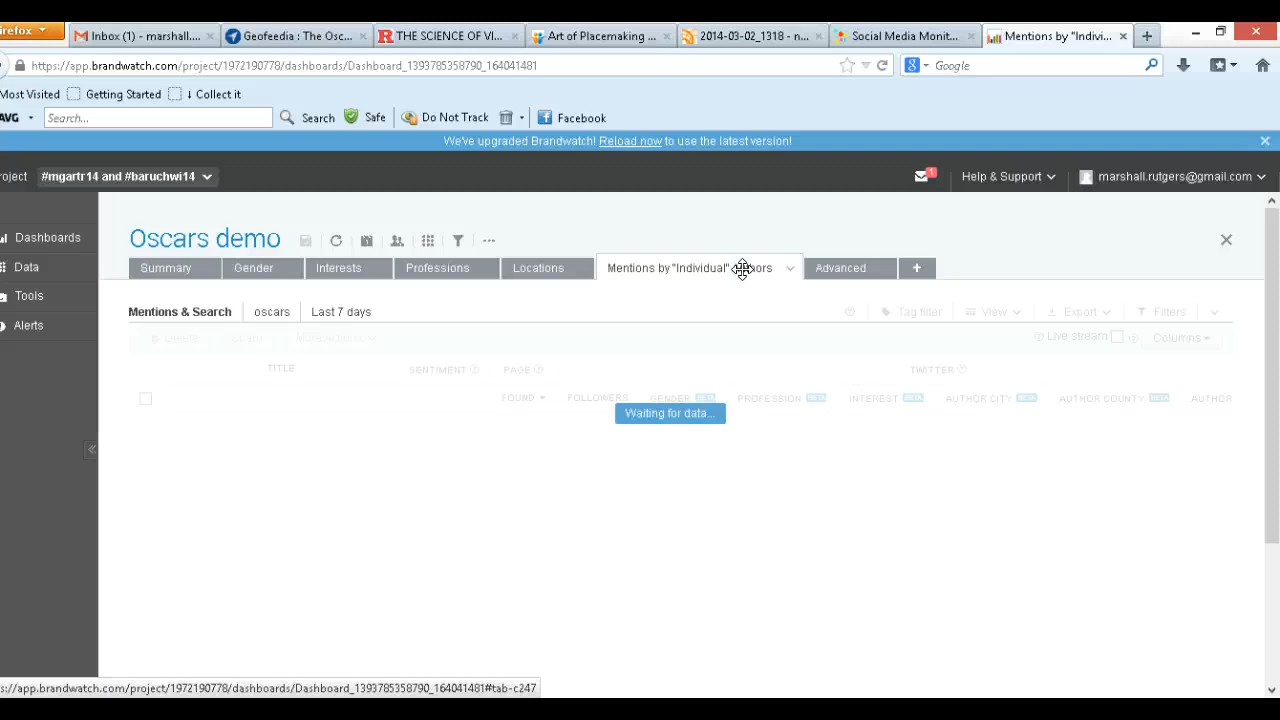 irefox
Inbox (1) - marshall....
Geofeedia : The Osc...
THE SCIENCE OF VI...
Art of Placemaking ...
2014-03-02_1318 - n...
Social Media Monit...
Mentions by "Indivi...
https://app.brandwatch.com/project/1972190778/dashboards/Dashboard_1393785358790_164041481
Google
Most Visited
Getting Started
↓ Collect it
AVG
Search...
Search
Safe
Do Not Track
Facebook
We've upgraded Brandwatch! Reload now to use the latest version!
roject
#mgartr14 and #baruchwi14
1
Help & Support
marshall.rutgers@gmail.com
Dashboards
Data
Tools
Alerts
Oscars demo
Summary
Gender
Interests
Professions
Locations
Mentions by "Individual"
Advanced
+
Mentions & Search
oscars
Last 7 days
Tag filter
View
Export
Filters
Live stream
Columns
TITLE
SENTIMENT
PAGE
TWITTER
FOUND
FOLLOWERS
GENDER BETA
PROFESSION BETA
INTEREST BETA
AUTHOR CITY BETA
AUTHOR COUNTY BETA
AUTHOR
Waiting for data...
s://app.brandwatch.com/project/1972190778/dashboards/Dashboard_1393785358790_164041481#tab-c247